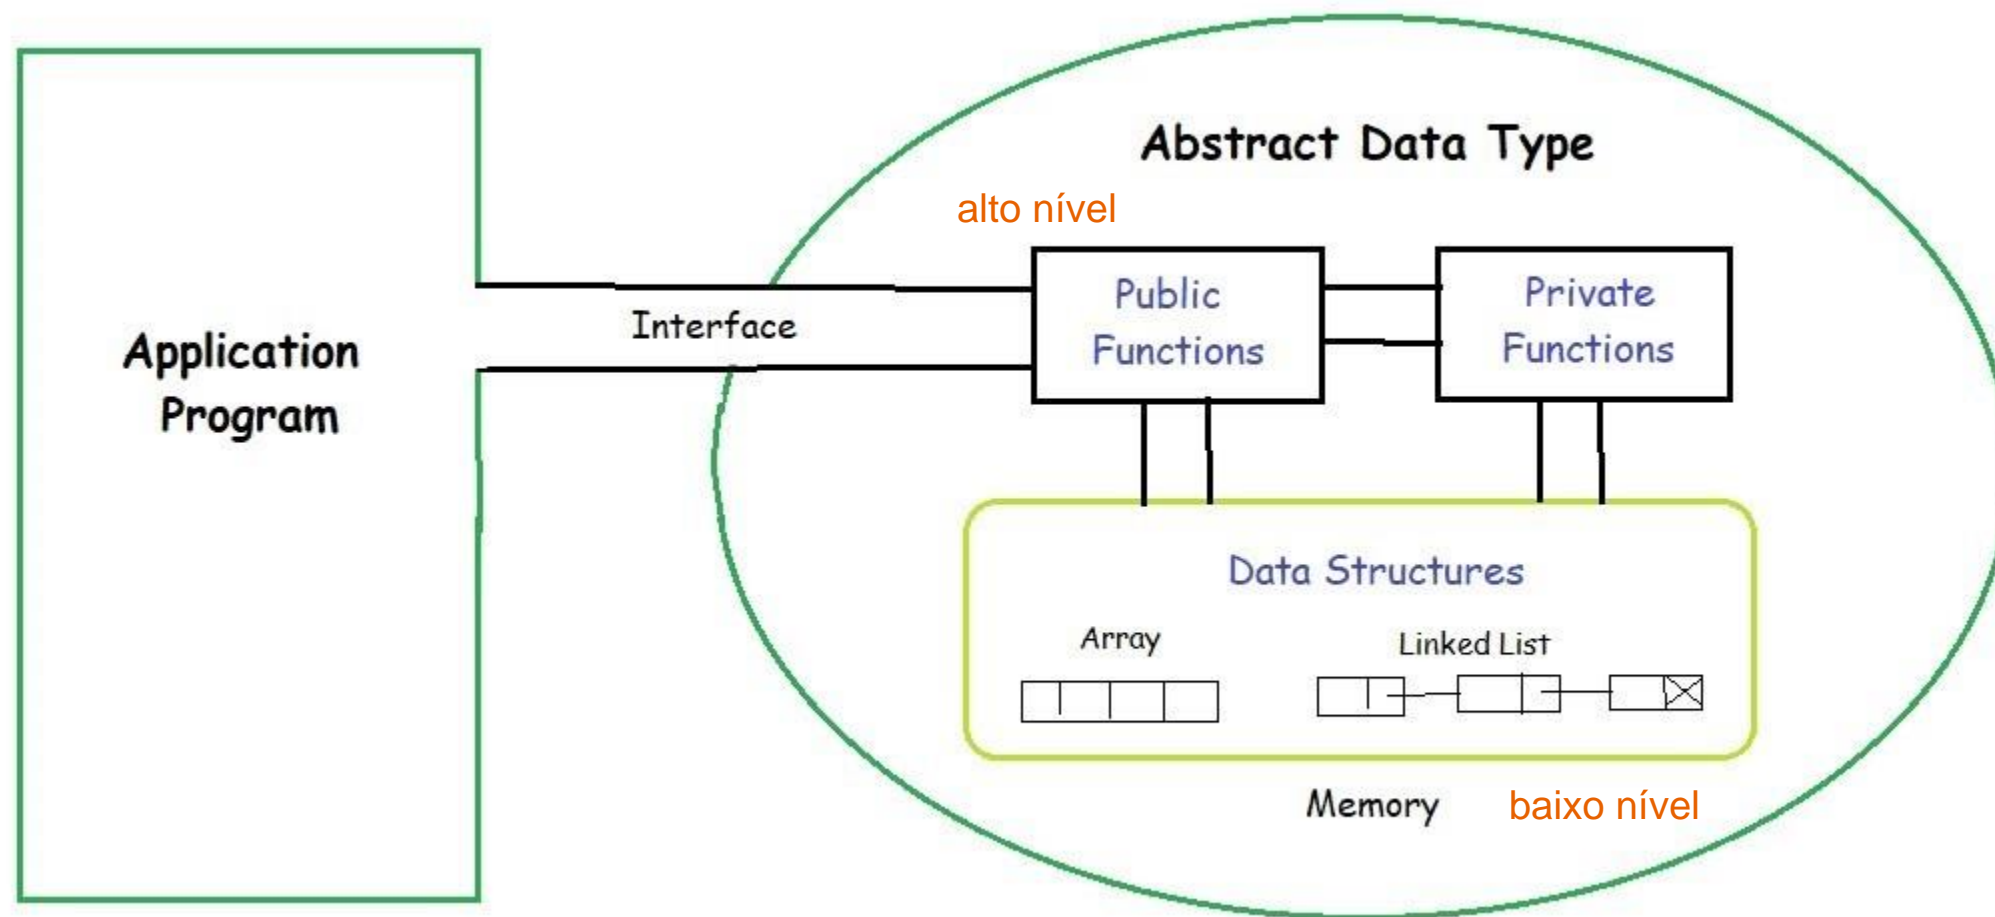 Abstract Data Type
alto nível
Application
Program
Interface
Public
Functions
Private
Functions
Data Structures
Array
Linked List
Memory
baixo nível